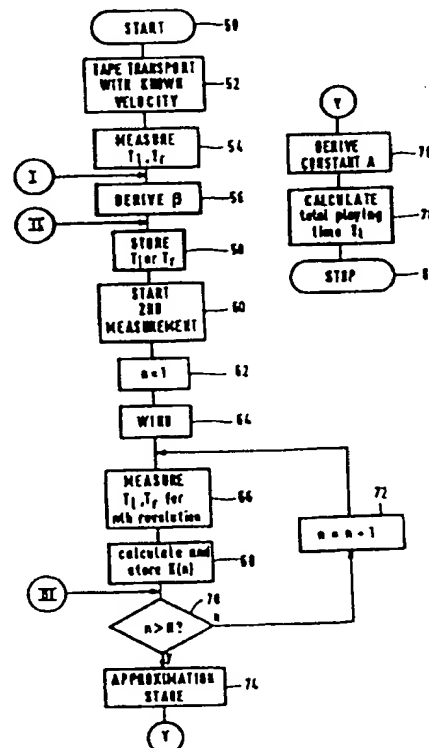 START
50
TAPE TRANSPORT
WITH KNOWN
VELOCITY
52
MEASURE
Tl,Tr
54
I
DERIVE β
56
II
STORE
Tl or Tr
58
START
2ND
MEASUREMENT
60
n=1
62
WIND
64
MEASURE
Tl,Tr for
nth revolution
66
calculate and
store K(n)
68
III
n>N?
70
n
Y
n = n + 1
72
APPROXIMATION
STAGE
74
Y
Y
DERIVE
CONSTANT A
CALCULATE
total playing
time Tl
STOP